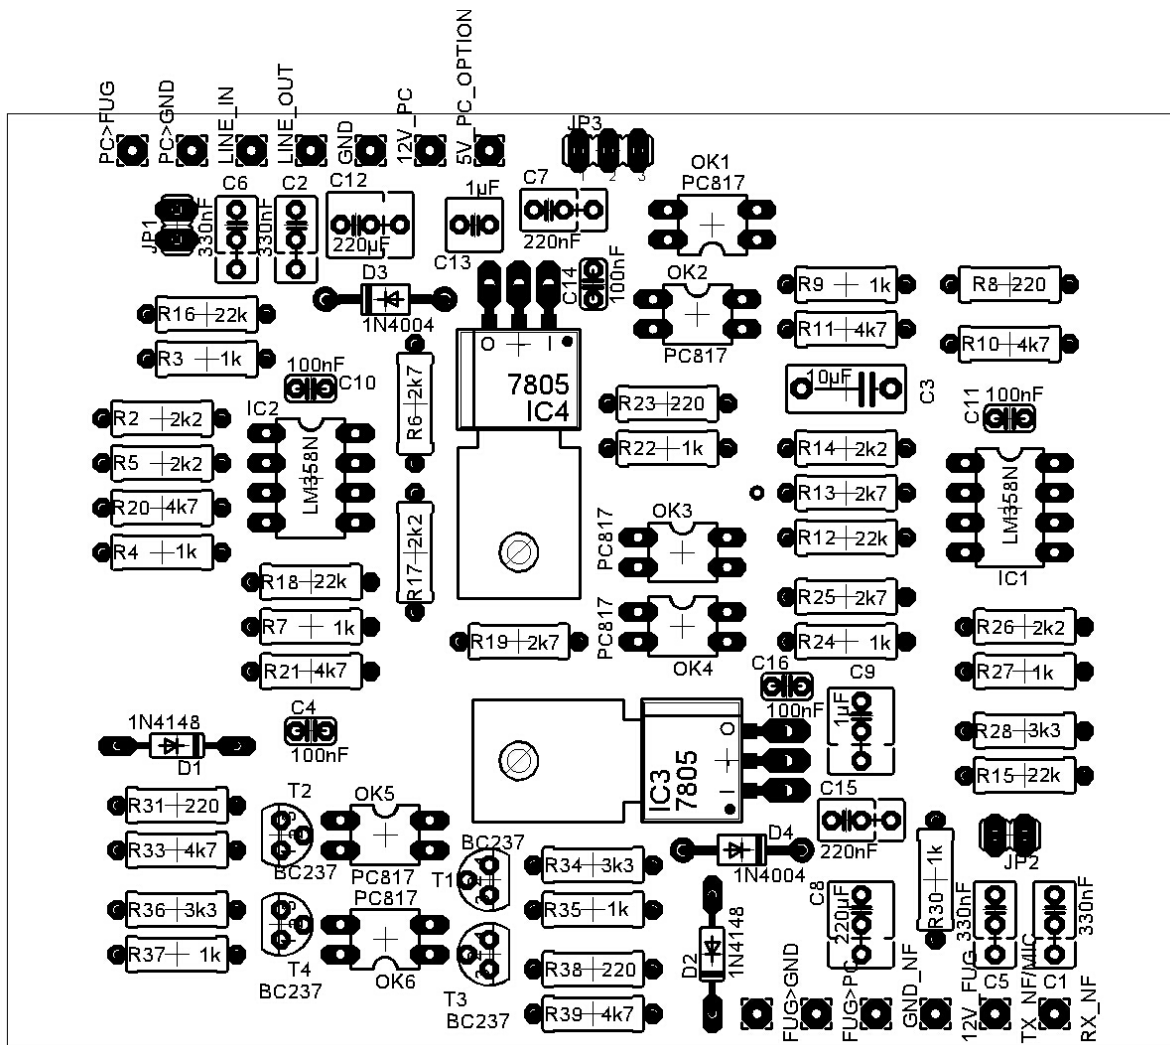 PC>FUG
PC>GND
LINE_IN
LINE_OUT
GND
12V_PC
5V_PC_OPTION
JP3
1 2 3
OK1
PC817
C6
330nF
C2
330nF
C12
220µF
1µF
C13
C7
220nF
JP1
D3
1N4004
C14
100nF
OK2
PC817
R9 1k
R8 220
R11 4k7
R10 4k7
R16 22k
R3 1k
100nF
C10
R6 2k7
O I
7805
IC4
10µF
C3
C11
100nF
R23 220
R22 1k
R2 2k2
IC2
LM358N
R5 2k2
R20 4k7
R4 1k
R17 2k2
R14 2k2
R13 2k7
R12 22k
LM358N
IC1
OK3
PC817
R18 22k
R7 1k
R21 4k7
R19 2k7
PC817
OK4
R25 2k7
R24 1k
R26 2k2
R27 1k
C16
100nF
C9
1µF
R28 3k3
R15 22k
C4
100nF
1N4148
D1
O
I
IC3
7805
C15
220nF
R31 220
R33 4k7
T2
BC237
OK5
PC817
BC237
T1
D4
1N4004
JP2
R30 1k
R34 3k3
R35 1k
R36 3k3
R37 1k
T4
BC237
PC817
OK6
T3
BC237
R38 220
R39 4k7
D2
1N4148
C8
220µF
330nF
C5
330nF
C1
FUG>GND
FUG>PC
GND_NF
12V_FUG
TX_NF/MIC
RX_NF